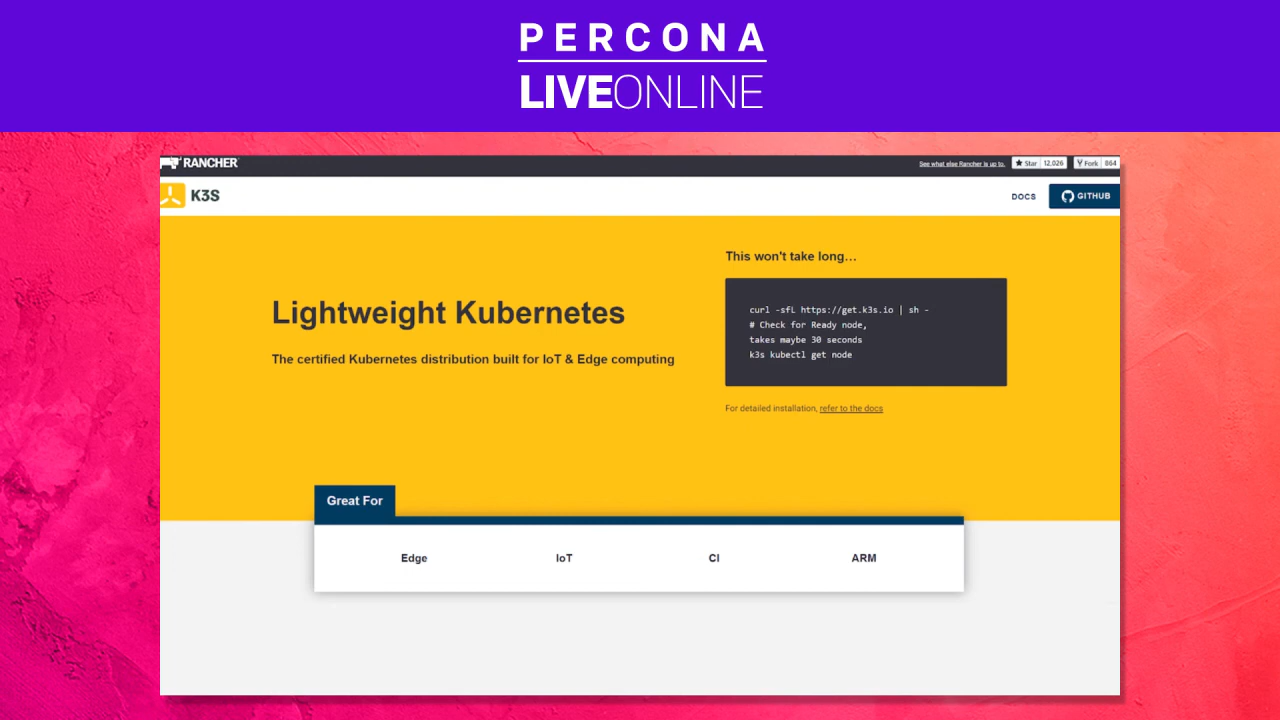 PERCONA
LIVEONLINE
RANCHER
See what else Rancher is up to.
Star 12,026
Fork 864
K3S
DOCS
GITHUB
Lightweight Kubernetes
The certified Kubernetes distribution built for IoT & Edge computing
This won't take long…
curl -sfL https://get.k3s.io | sh -
# Check for Ready node,
takes maybe 30 seconds
k3s kubectl get node
For detailed installation, refer to the docs
Great For
Edge IoT CI ARM